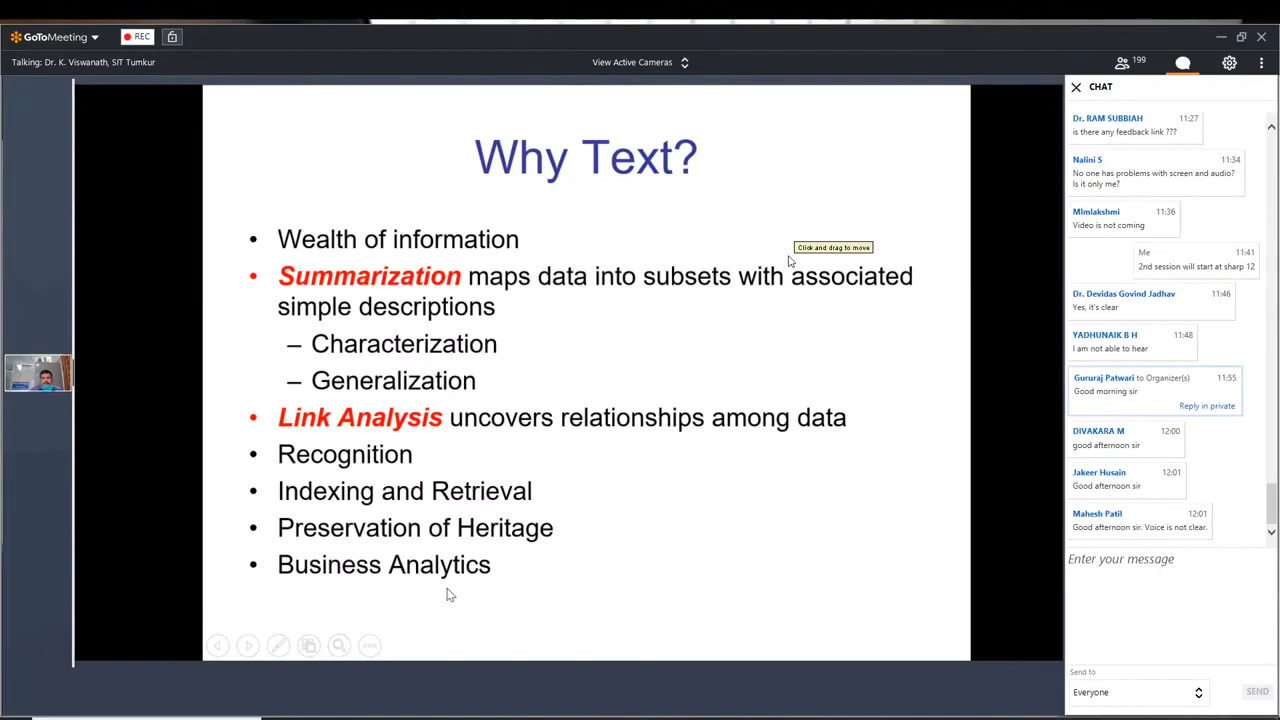 GoToMeeting
REC
Talking: Dr. K. Viswanath, SIT Tumkur
View Active Cameras
199
Why Text?
• Wealth of information
• Summarization maps data into subsets with associated
simple descriptions
– Characterization
– Generalization
• Link Analysis uncovers relationships among data
• Recognition
• Indexing and Retrieval
• Preservation of Heritage
• Business Analytics
Click and drag to move
CHAT
Dr. RAM SUBBIAH 11:27
is there any feedback link ???
Nalini S 11:34
No one has problems with screen and audio?
Is it only me?
Mlmlakshmi 11:36
Video is not coming
Me 11:41
2nd session will start at sharp 12
Dr. Devidas Govind Jadhav 11:46
Yes, it's clear
YADHUNAIK B H 11:48
I am not able to hear
Gururaj Patwari to Organizer(s) 11:55
Good morning sir
Reply in private
DIVAKARA M 12:00
good afternoon sir
Jakeer Husain 12:01
Good afternoon sir
Mahesh Patil 12:01
Good afternoon sir. Voice is not clear.
Enter your message
Send to
Everyone
SEND